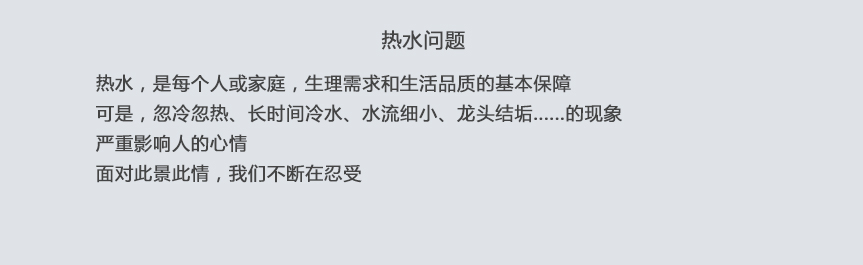 热水问题
热水，是每个人或家庭，生理需求和生活品质的基本保障
可是，忽冷忽热、长时间冷水、水流细小、龙头结垢……的现象
严重影响人的心情
面对此景此情，我们不断在忍受